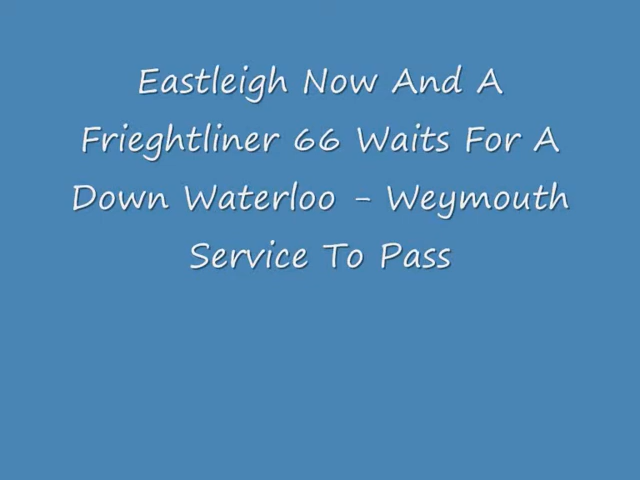 Eastleigh Now And A
Frieghtliner 66 Waits For A
Down Waterloo - Weymouth
Service To Pass